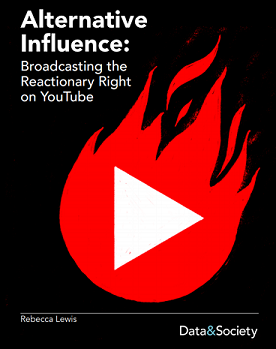 Alternative
Influence:
Broadcasting the
Reactionary Right
on YouTube
Rebecca Lewis
Data&Society